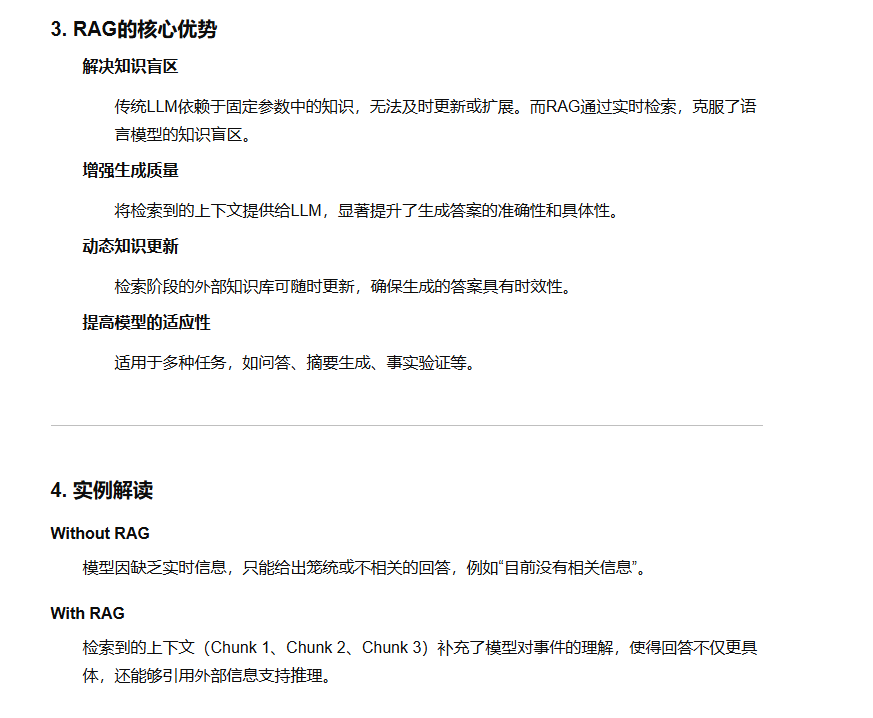 3. RAG的核心优势
解决知识盲区
传统LLM依赖于固定参数中的知识，无法及时更新或扩展。而RAG通过实时检索，克服了语
言模型的知识盲区。
增强生成质量
将检索到的上下文提供给LLM，显著提升了生成答案的准确性和具体性。
动态知识更新
检索阶段的外部知识库可随时更新，确保生成的答案具有时效性。
提高模型的适应性
适用于多种任务，如问答、摘要生成、事实验证等。
4. 实例解读
Without RAG
模型因缺乏实时信息，只能给出笼统或不相关的回答，例如“目前没有相关信息”。
With RAG
检索到的上下文（Chunk 1、Chunk 2、Chunk 3）补充了模型对事件的理解，使得回答不仅更具
体，还能够引用外部信息支持推理。